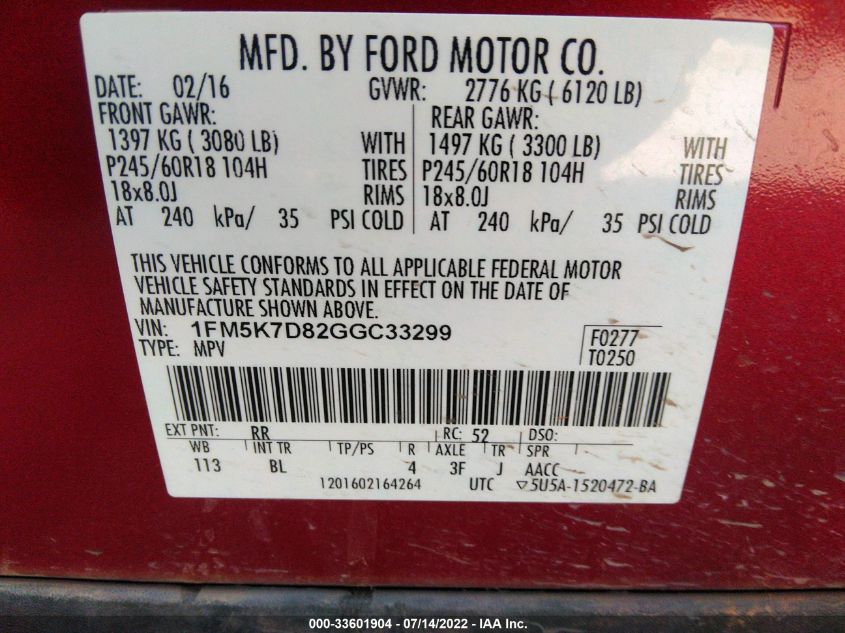 MFD. BY FORD MOTOR CO.
DATE: 02/16 GVWR: 2776 KG ( 6120 LB)
FRONT GAWR: REAR GAWR:
1397 KG ( 3080 LB) WITH 1497 KG ( 3300 LB) WITH
P245/60R18 104H TIRES P245/60R18 104H TIRES
18x8.0J RIMS 18x8.0J RIMS
AT 240 kPa/ 35 PSI COLD AT 240 kPa/ 35 PSI COLD
THIS VEHICLE CONFORMS TO ALL APPLICABLE FEDERAL MOTOR
VEHICLE SAFETY STANDARDS IN EFFECT ON THE DATE OF
MANUFACTURE SHOWN ABOVE.
VIN: 1FM5K7D82GGC33299 F0277
TYPE: MPV T0250
EXT PNT: RR RC: 52 DSO:
WB INT TR TP/PS R AXLE TR SPR
113 BL 4 3F J AACC
1201602164264 UTC ▽5U5A-1520472-BA
000-33601904 - 07/14/2022 - IAA Inc.